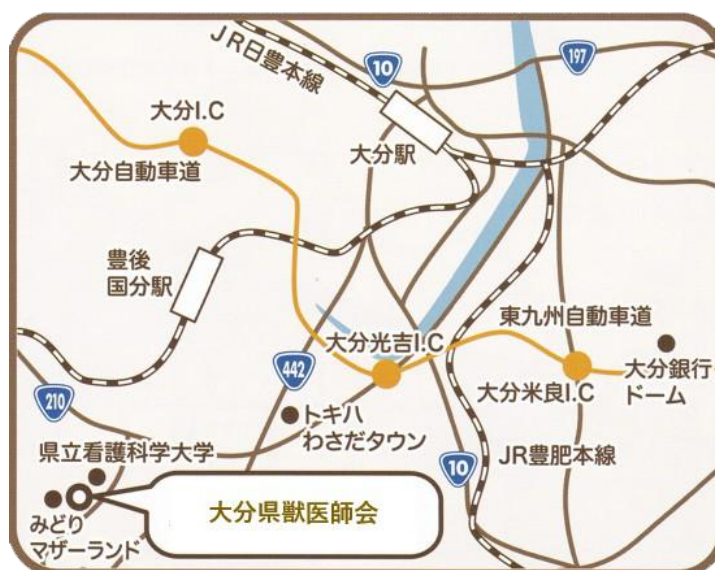 JR日豊本線
10
197
大分I.C
大分駅
大分自動車道
豊後
国分駅
大分光吉I.C
東九州自動車道
442
大分銀行
ドーム
大分米良I.C
210
トキハ
わさだタウン
県立看護科学大学
JR豊肥本線
10
大分県獣医師会
みどり
マザーランド